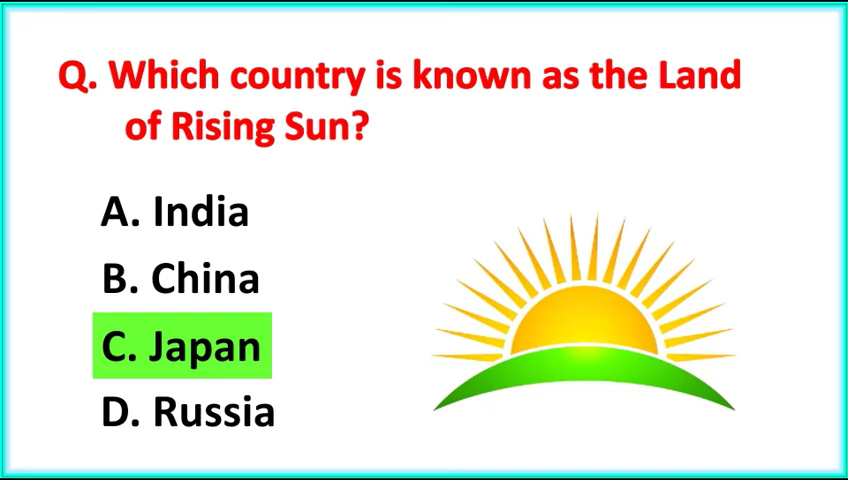 Q. Which country is known as the Land
of Rising Sun?
A. India
B. China
C. Japan
D. Russia